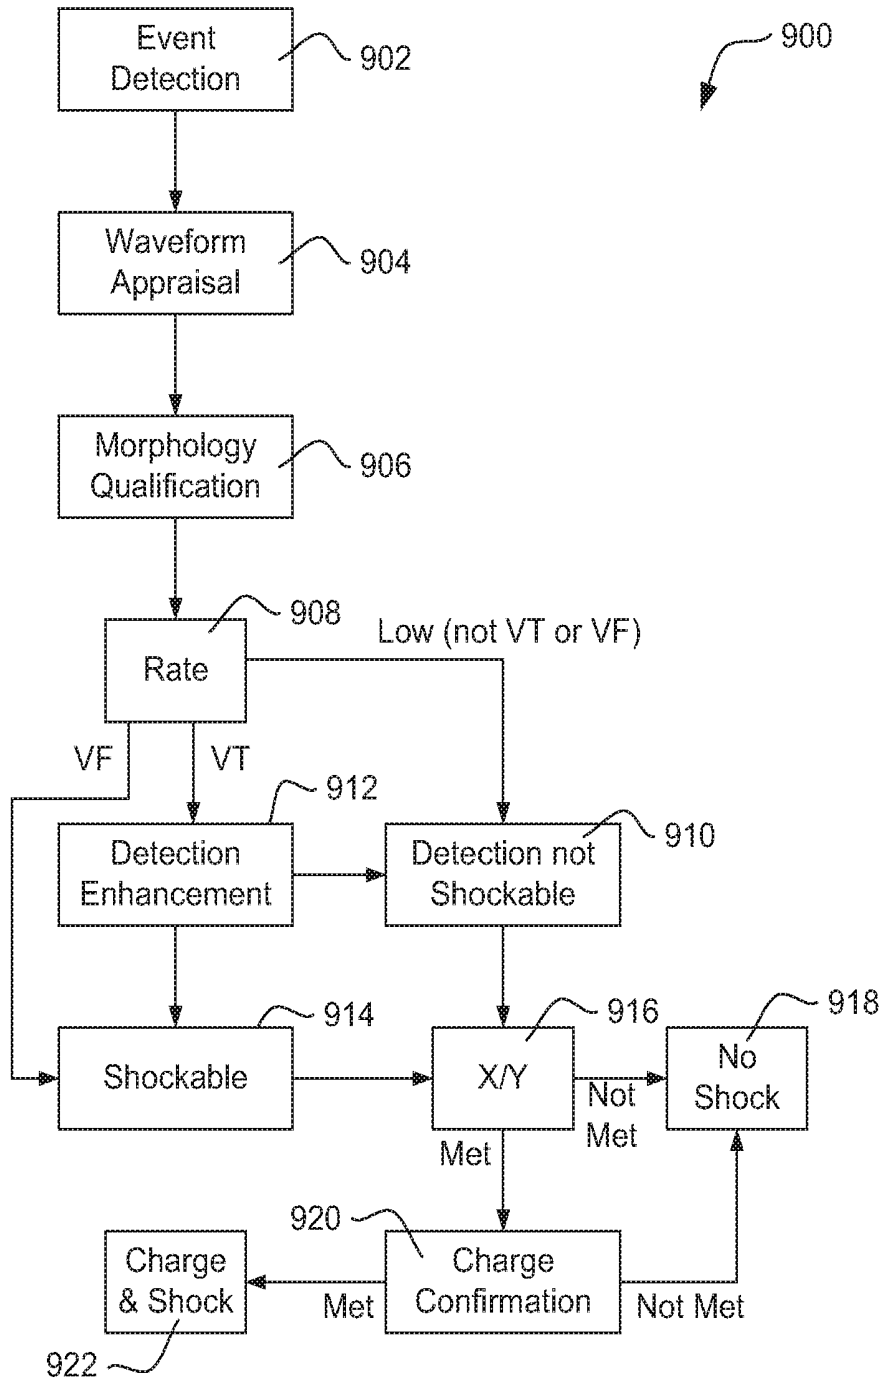 900
Event
Detection
902
Waveform
Appraisal
904
Morphology
Qualification
906
908
Rate
Low (not VT or VF)
VF
VT
912
910
Detection
Enhancement
Detection not
Shockable
914
916
918
Shockable
X/Y
Not
Met
No
Shock
Met
920
Charge
Confirmation
Met
Not Met
Charge
& Shock
922